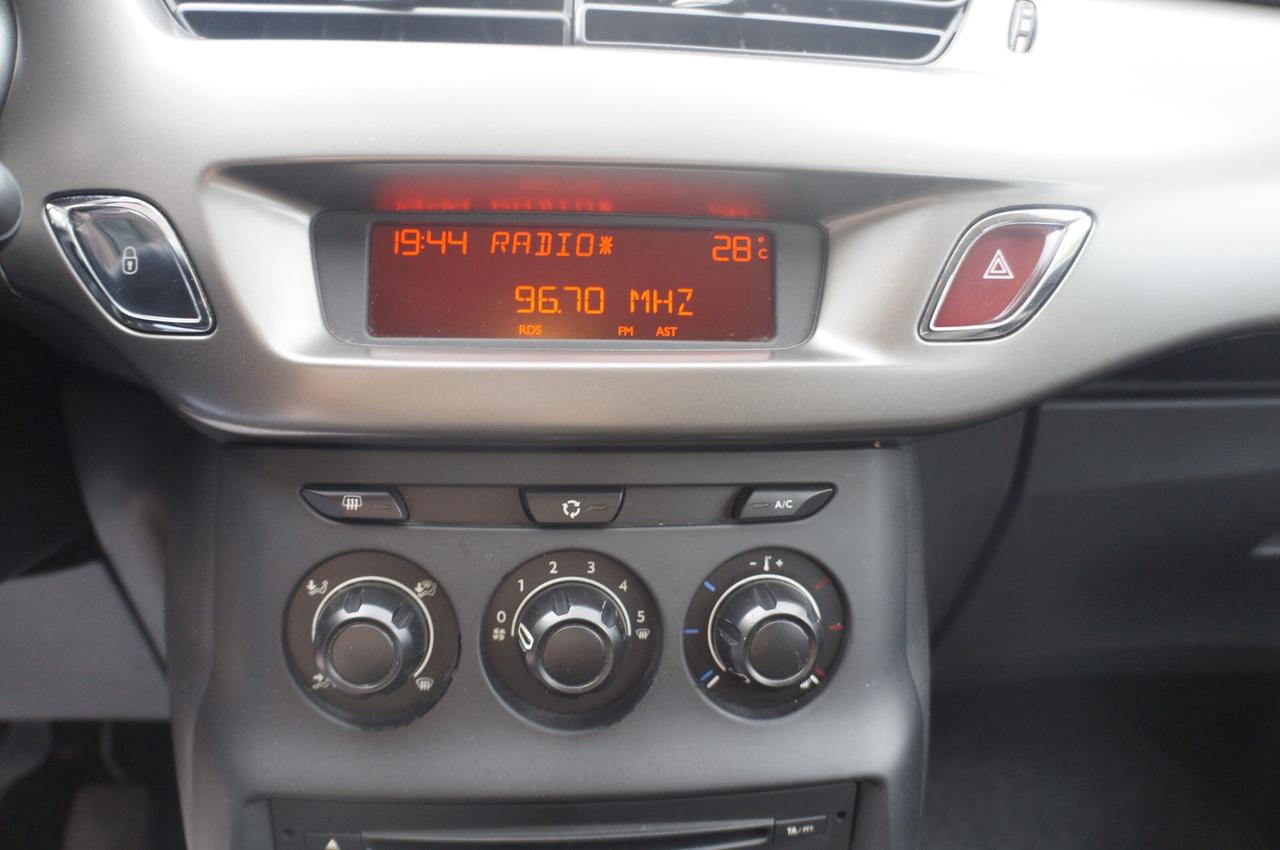 19:44 RADIO* 28°C
96.70 MHZ
RDS FM AST
A/C
- +
0 1 2 3 4 5